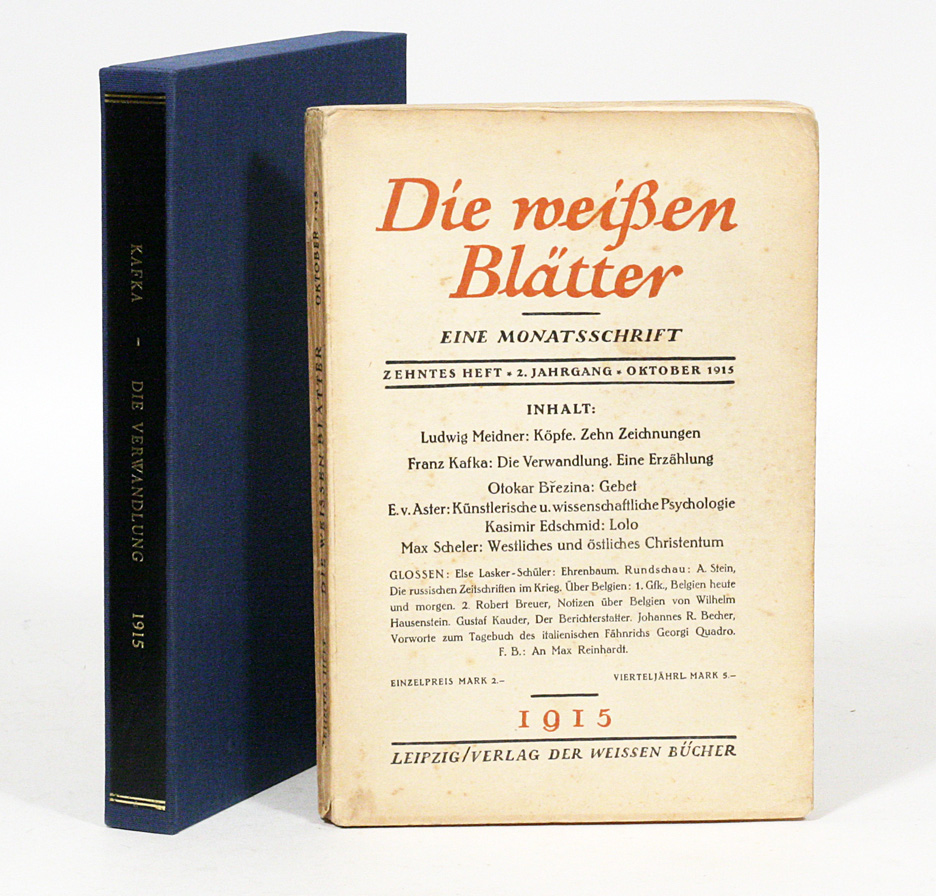 KAFKA – DIE VERWANDLUNG 1915
DIE WEISSEN BLÄTTER OKTOBER 1915
Die weißen
Blätter
EINE MONATSSCHRIFT
ZEHNTES HEFT * 2. JAHRGANG * OKTOBER 1915
INHALT:
Ludwig Meidner: Köpfe. Zehn Zeichnungen
Franz Kafka: Die Verwandlung. Eine Erzählung
Otokar Březina: Gebet
E. v. Aster: Künstlerische u. wissenschaftliche Psychologie
Kasimir Edschmid: Lolo
Max Scheler: Westliches und östliches Christentum
GLOSSEN: Else Lasker-Schüler: Ehrenbaum. Rundschau: A. Stein,
Die russischen Zeitschriften im Krieg. Über Belgien: 1. Gfk., Belgien heute
und morgen. 2. Robert Breuer, Notizen über Belgien von Wilhelm
Hausenstein. Gustaf Kauder, Der Berichterstatter. Johannes R. Becher,
Vorworte zum Tagebuch des italienischen Fähnrichs Georgi Quadro.
F. B.: An Max Reinhardt.
EINZELPREIS MARK 2.– VIERTELJÄHRL. MARK 5.–
1915
LEIPZIG/VERLAG DER WEISSEN BÜCHER